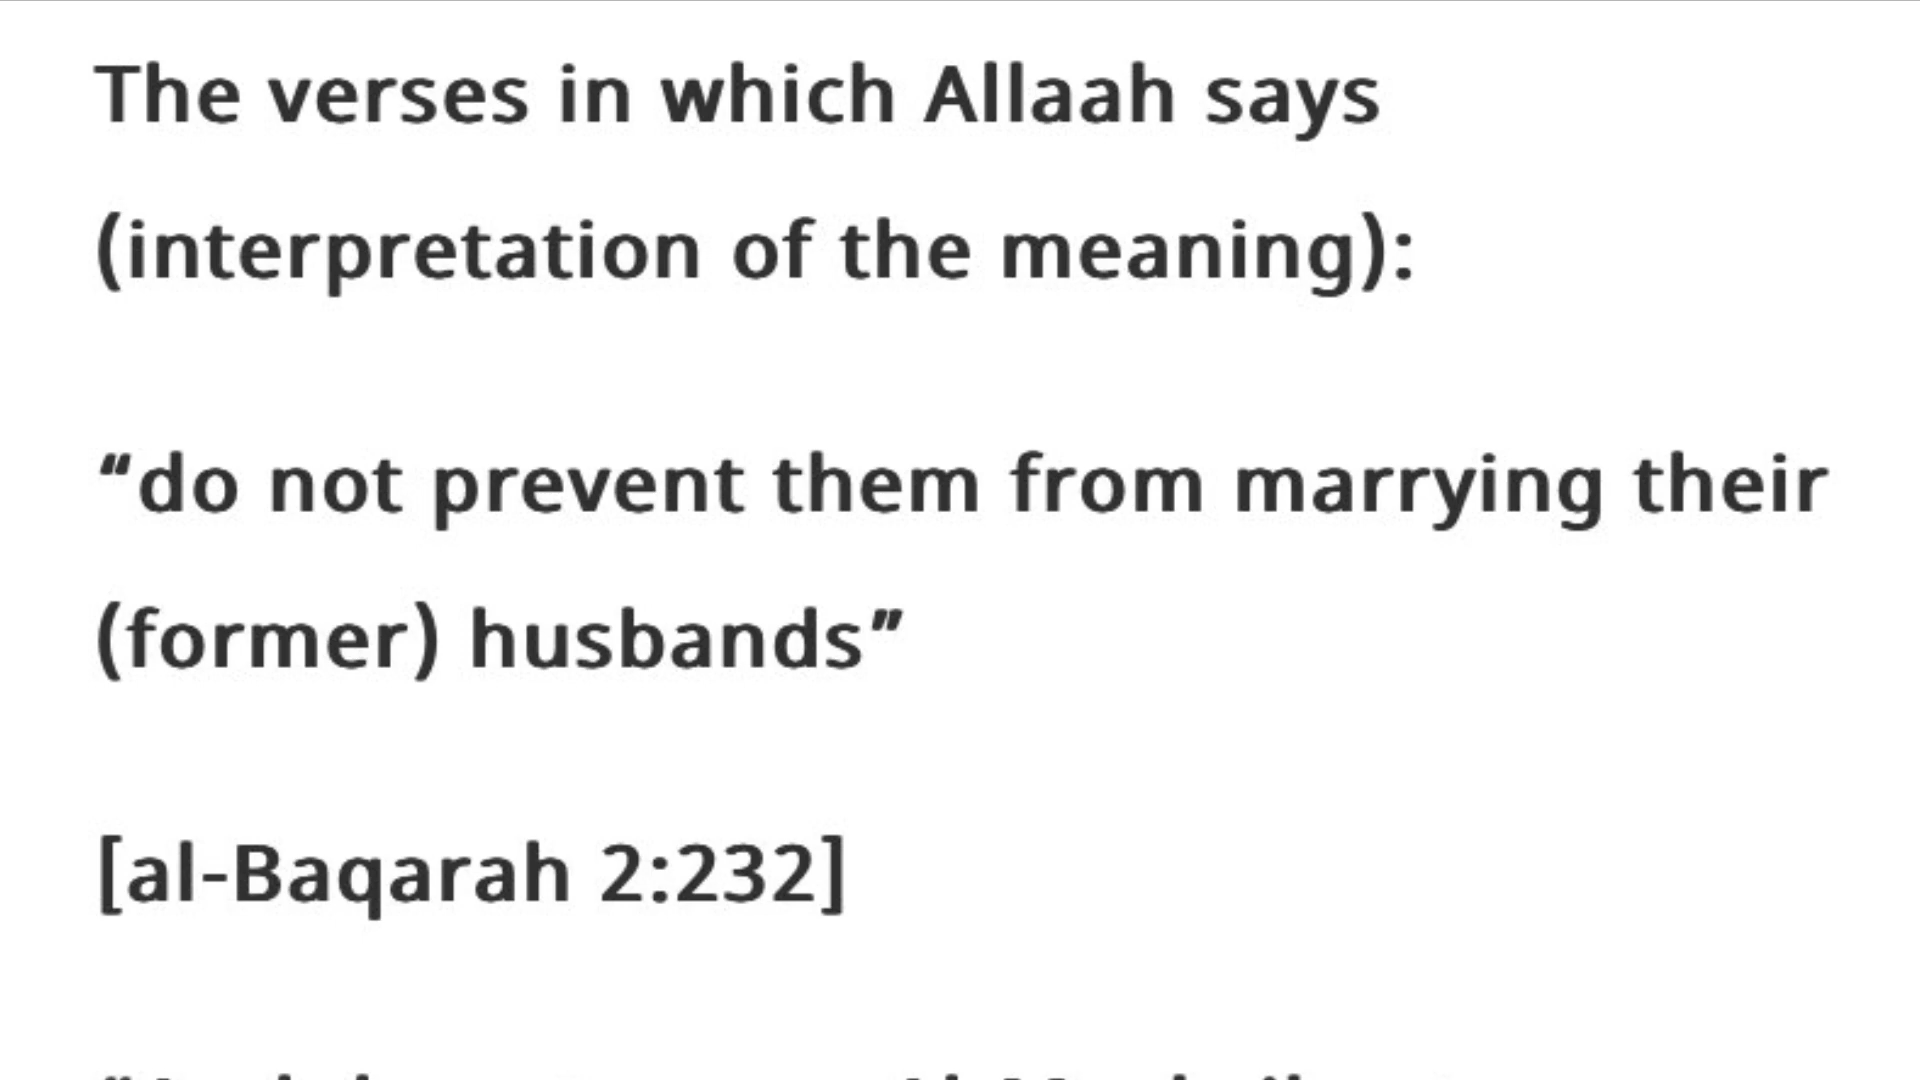 The verses in which Allaah says
(interpretation of the meaning):
“do not prevent them from marrying their
(former) husbands”
[al-Baqarah 2:232]